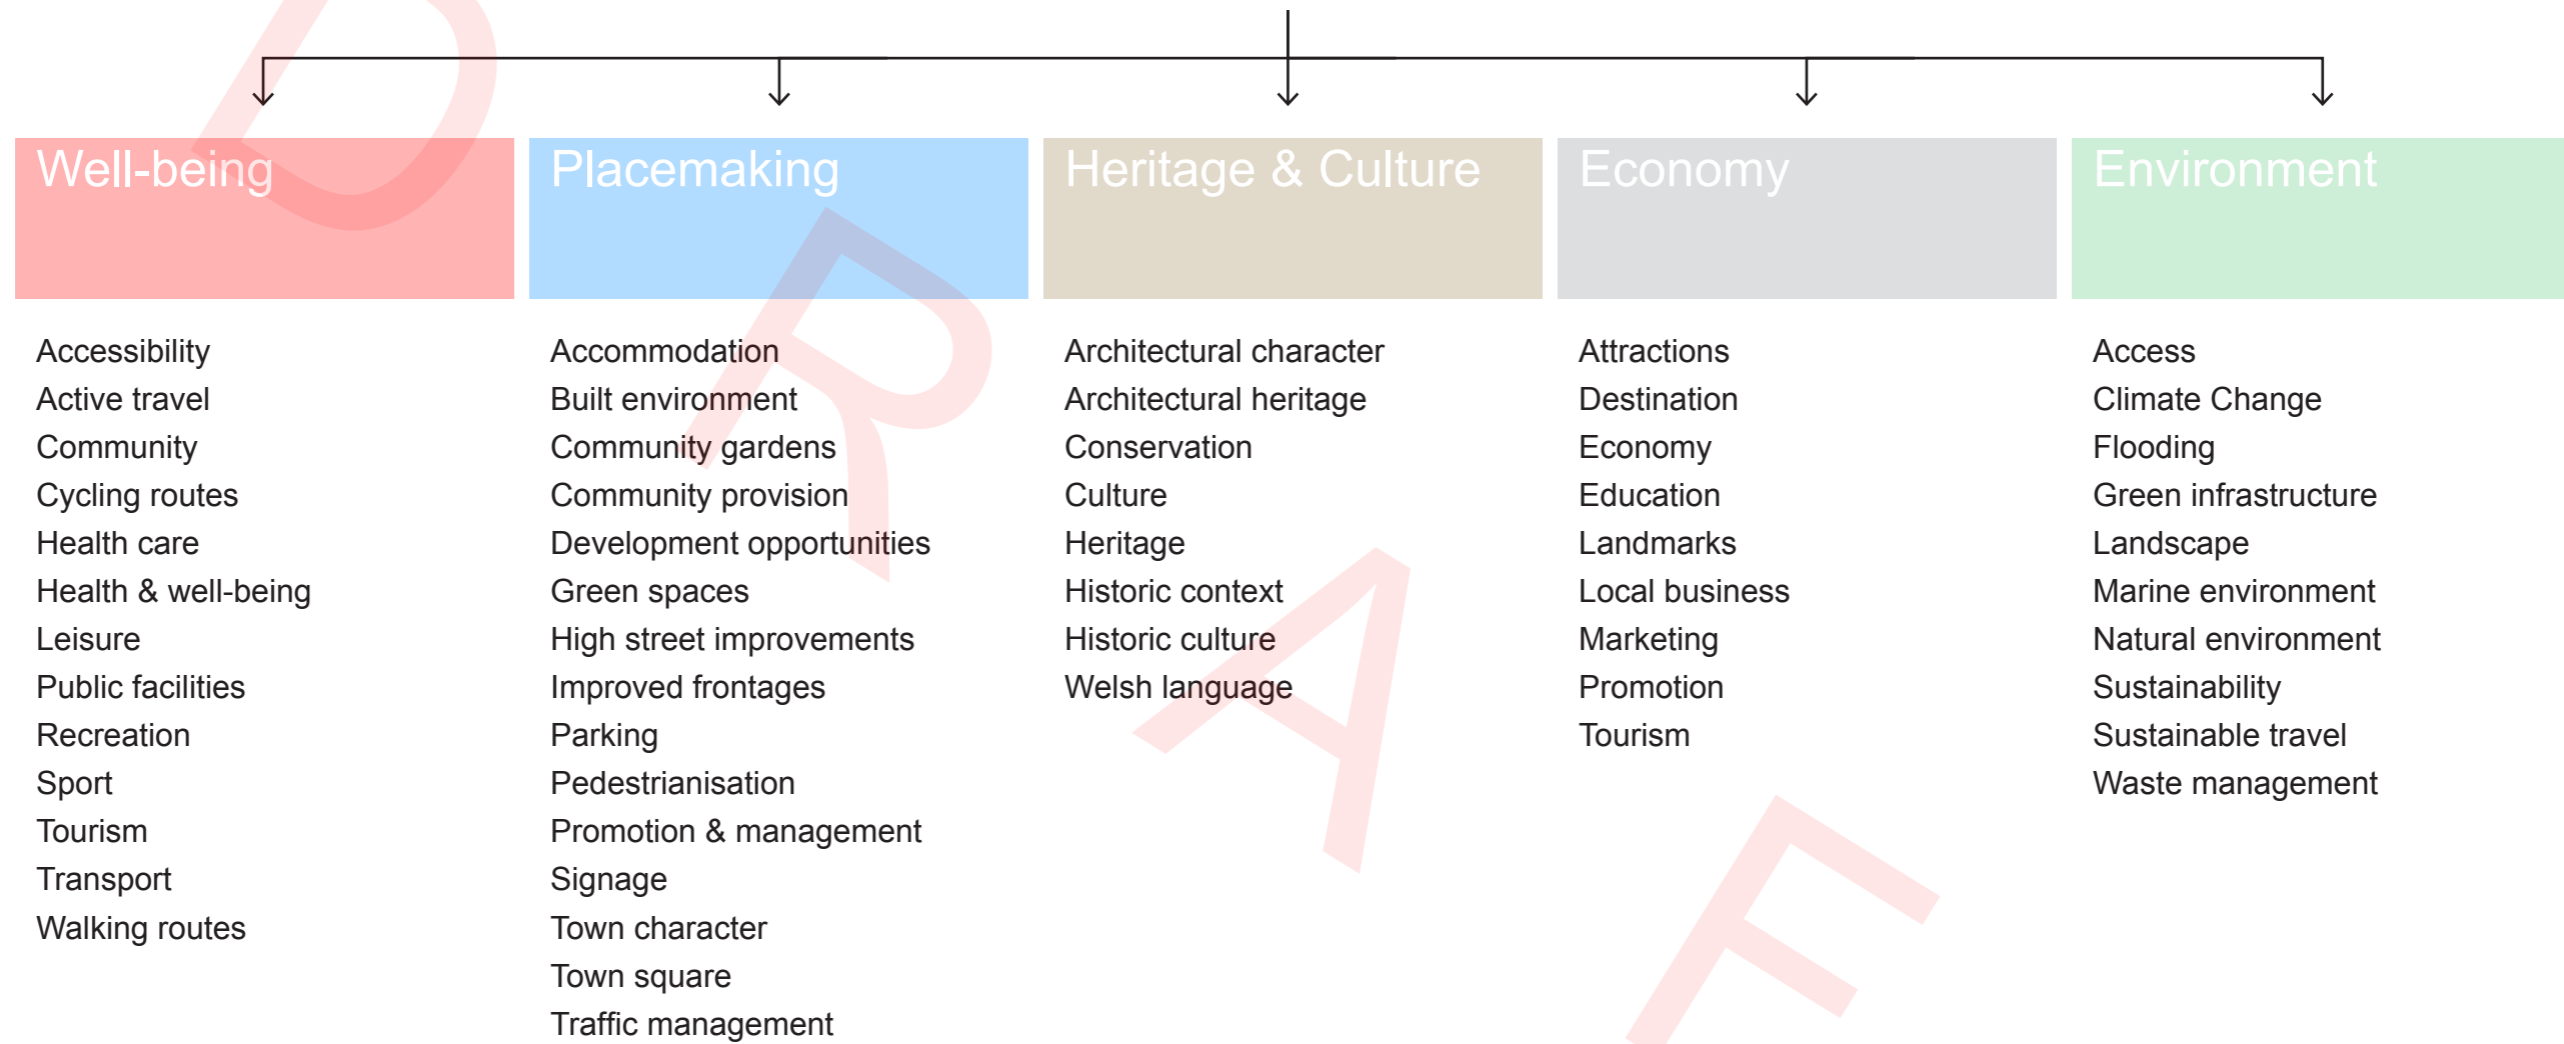 Well-being
Accessibility
Active travel
Community
Cycling routes
Health care
Health & well-being
Leisure
Public facilities
Recreation
Sport
Tourism
Transport
Walking routes
Placemaking
Accommodation
Built environment
Community gardens
Community provision
Development opportunities
Green spaces
High street improvements
Improved frontages
Parking
Pedestrianisation
Promotion & management
Signage
Town character
Town square
Traffic management
Heritage & Culture
Architectural character
Architectural heritage
Conservation
Culture
Heritage
Historic context
Historic culture
Welsh language
Economy
Attractions
Destination
Economy
Education
Landmarks
Local business
Marketing
Promotion
Tourism
Environment
Access
Climate Change
Flooding
Green infrastructure
Landscape
Marine environment
Natural environment
Sustainability
Sustainable travel
Waste management
D R A F